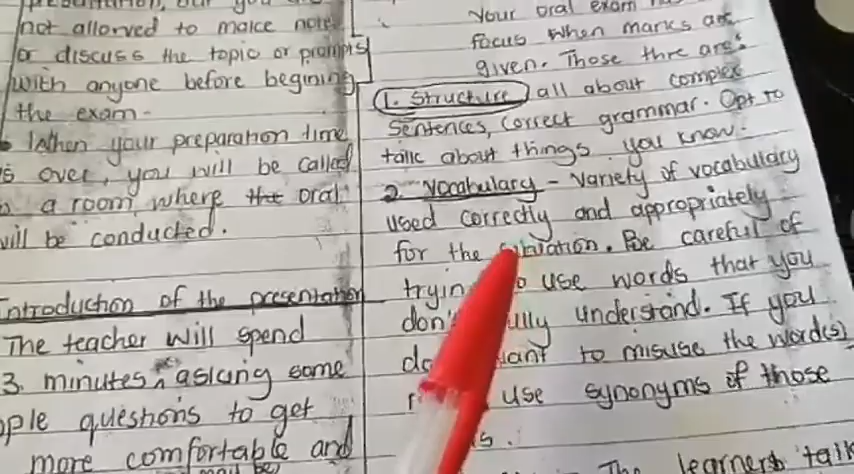 not allorved to make note
or discuss the topic or prompts
with anyone before begining
the exam.
When your preparation time
is over, you will be called
a room, where the oral
will be conducted.
Introduction of the presentation
The teacher will spend
3 minutes, asking some
questions to get
more comfortable and
Your oral exam
focus when marks are
given. Those thre are:
1. Structure all about complex
Sentences, correct grammar. Opt to
talk about things you know.
2 Vocabulary - Variety of vocabulary
used correctly and appropriately
for the situation. Be careful of
use words that you
understand. If you
to misuse the word(s)
use synonyms of those
The learners talk